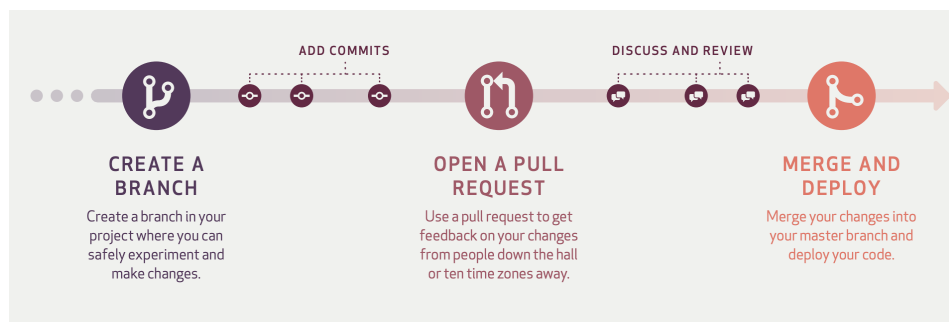 ADD COMMITS
DISCUSS AND REVIEW
CREATE A
BRANCH
Create a branch in your
project where you can
safely experiment and
make changes.
OPEN A PULL
REQUEST
Use a pull request to get
feedback on your changes
from people down the hall
or ten time zones away.
MERGE AND
DEPLOY
Merge your changes into
your master branch and
deploy your code.